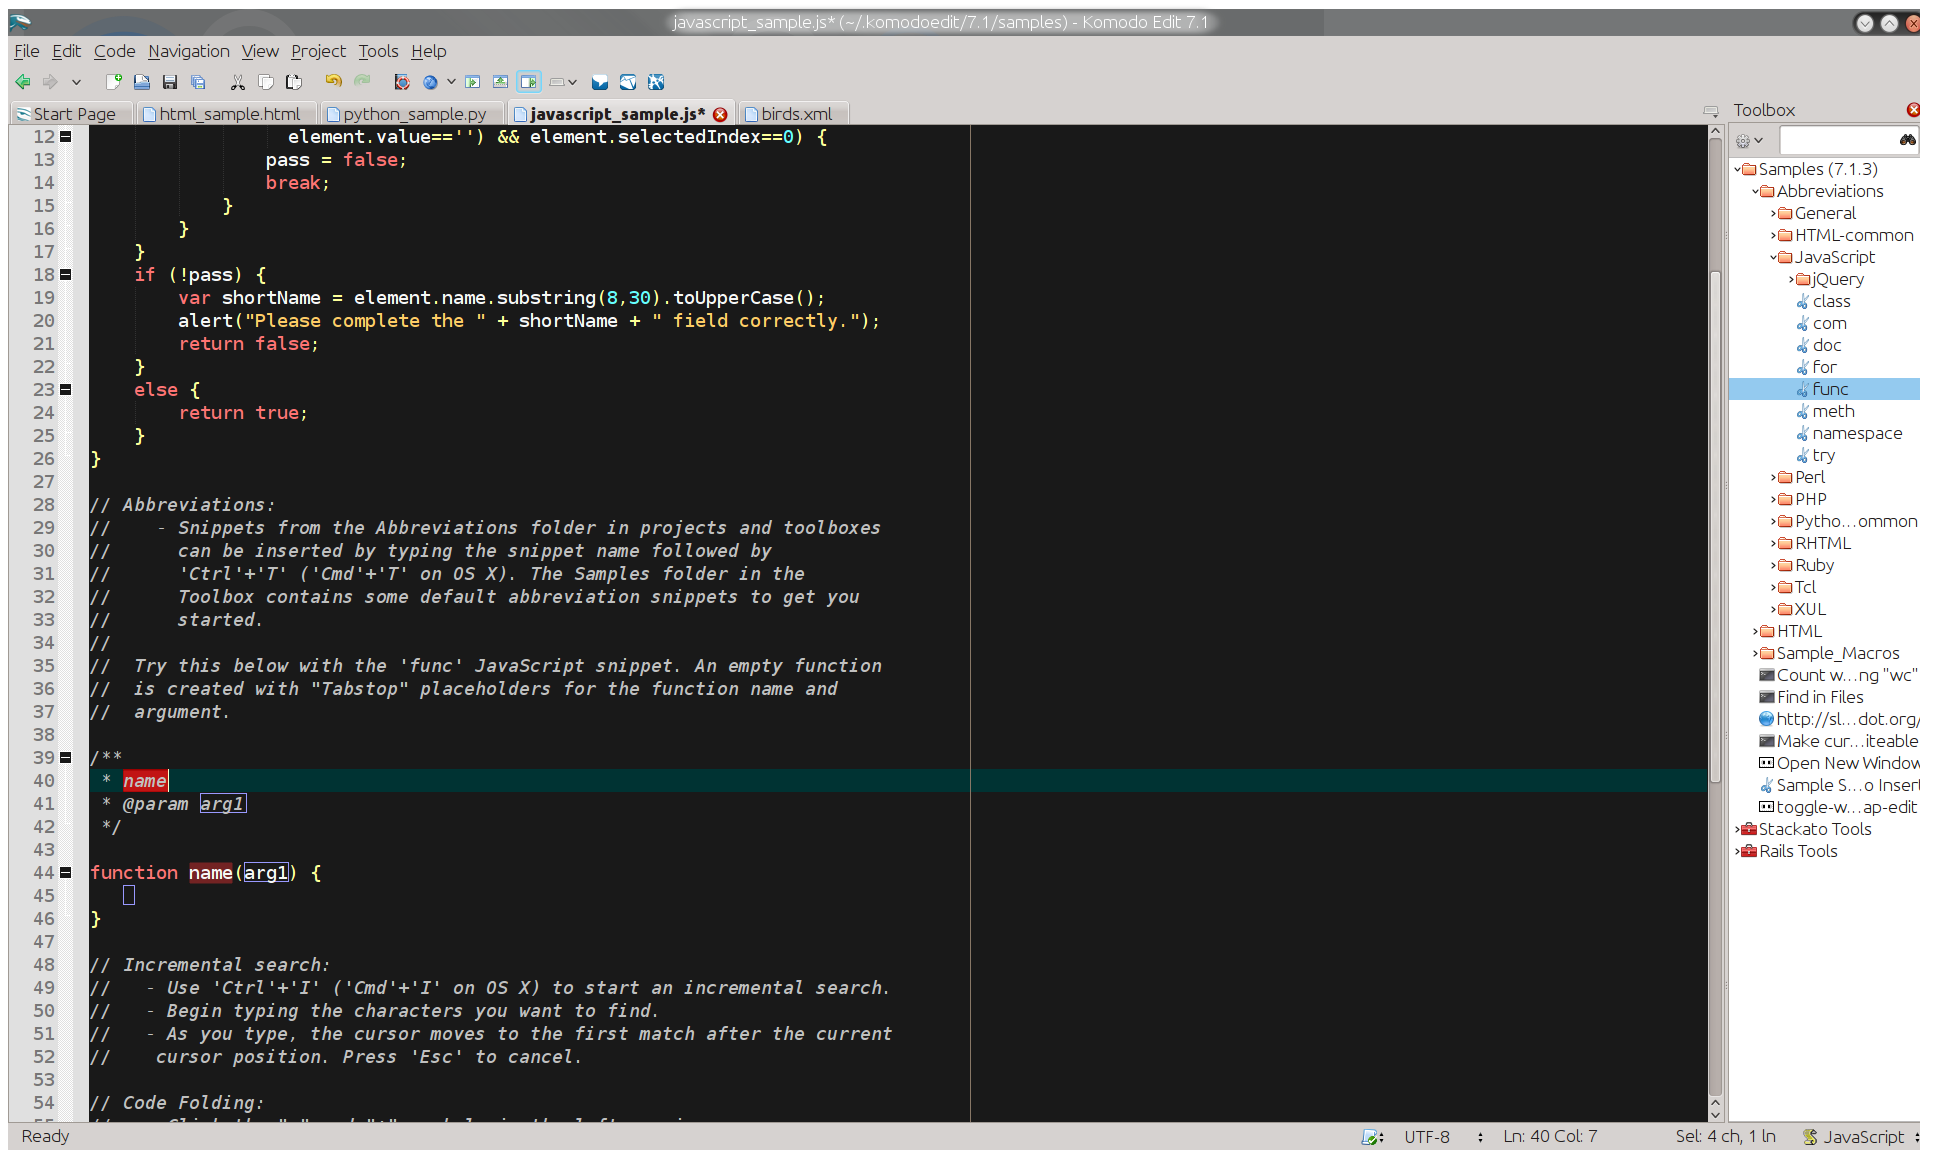 javascript_sample.js* (~/.komodoedit/7.1/samples) - Komodo Edit 7.1
File Edit Code Navigation View Project Tools Help
Start Page html_sample.html python_sample.py javascript_sample.js* birds.xml
12 element.value=='') && element.selectedIndex==0) {
13 pass = false;
14 break;
15 }
16 }
17 }
18 if (!pass) {
19 var shortName = element.name.substring(8,30).toUpperCase();
20 alert("Please complete the " + shortName + " field correctly.");
21 return false;
22 }
23 else {
24 return true;
25 }
26 }
27
28 // Abbreviations:
29 // - Snippets from the Abbreviations folder in projects and toolboxes
30 // can be inserted by typing the snippet name followed by
31 // 'Ctrl'+'T' ('Cmd'+'T' on OS X). The Samples folder in the
32 // Toolbox contains some default abbreviation snippets to get you
33 // started.
34 //
35 // Try this below with the 'func' JavaScript snippet. An empty function
36 // is created with "Tabstop" placeholders for the function name and
37 // argument.
38
39 /**
40 * name
41 * @param arg1
42 */
43
44 function name(arg1) {
45
46 }
47
48 // Incremental search:
49 // - Use 'Ctrl'+'I' ('Cmd'+'I' on OS X) to start an incremental search.
50 // - Begin typing the characters you want to find.
51 // - As you type, the cursor moves to the first match after the current
52 // cursor position. Press 'Esc' to cancel.
53
54 // Code Folding:
Toolbox
Samples (7.1.3)
Abbreviations
General
HTML-common
JavaScript
jQuery
class
com
doc
for
func
meth
namespace
try
Perl
PHP
Pytho...ommon
RHTML
Ruby
Tcl
XUL
HTML
Sample_Macros
Count w...ng "wc"
Find in Files
http://sl...dot.org/
Make cur...iteable
Open New Window
Sample S...o Insert
toggle-w...ap-edit
Stackato Tools
Rails Tools
Ready UTF-8 Ln: 40 Col: 7 Sel: 4 ch, 1 ln JavaScript